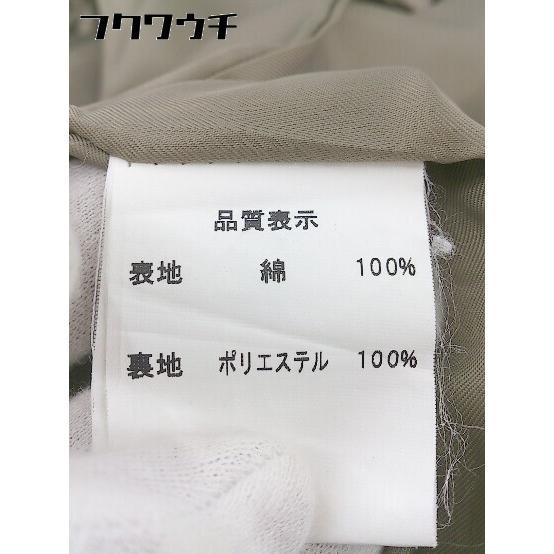 フクワウチ
品質表示
表地 綿 100%
裏地 ポリエステル 100%